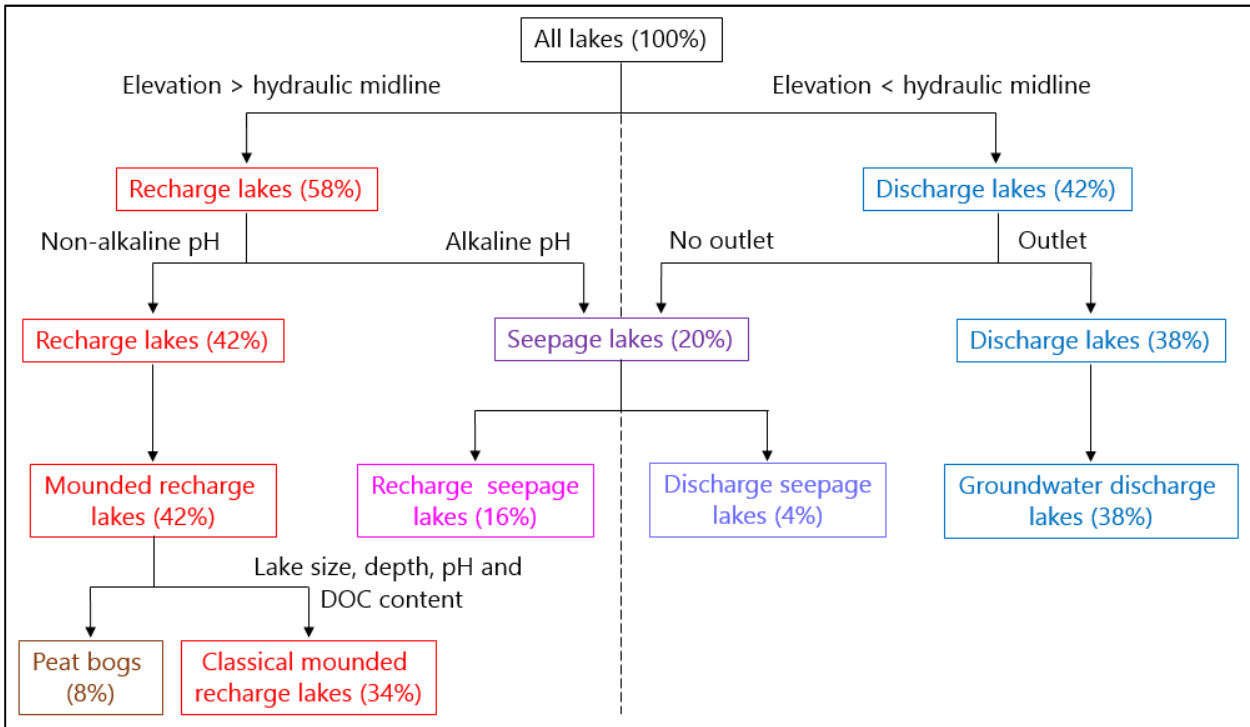 All lakes (100%)
Elevation > hydraulic midline
Elevation < hydraulic midline
Recharge lakes (58%)
Discharge lakes (42%)
Non-alkaline pH
Alkaline pH
No outlet
Outlet
Recharge lakes (42%)
Seepage lakes (20%)
Discharge lakes (38%)
Mounded recharge
lakes (42%)
Recharge seepage
lakes (16%)
Discharge seepage
lakes (4%)
Groundwater discharge
lakes (38%)
Lake size, depth, pH and
DOC content
Peat bogs
(8%)
Classical mounded
recharge lakes (34%)